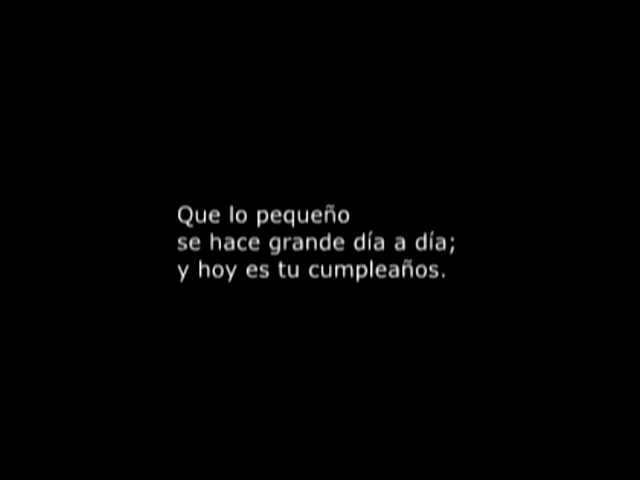 Que lo pequeño
se hace grande día a día;
y hoy es tu cumpleaños.